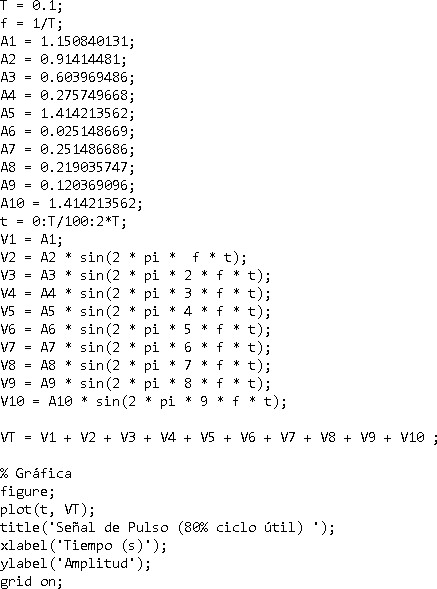 T = 0.1;
f = 1/T;
A1 = 1.150840131;
A2 = 0.91414481;
A3 = 0.603969486;
A4 = 0.275749668;
A5 = 1.414213562;
A6 = 0.025148669;
A7 = 0.251486686;
A8 = 0.219035747;
A9 = 0.120369096;
A10 = 1.414213562;
t = 0:T/100:2*T;
V1 = A1;
V2 = A2 * sin(2 * pi *  f * t);
V3 = A3 * sin(2 * pi * 2 * f * t);
V4 = A4 * sin(2 * pi * 3 * f * t);
V5 = A5 * sin(2 * pi * 4 * f * t);
V6 = A6 * sin(2 * pi * 5 * f * t);
V7 = A7 * sin(2 * pi * 6 * f * t);
V8 = A8 * sin(2 * pi * 7 * f * t);
V9 = A9 * sin(2 * pi * 8 * f * t);
V10 = A10 * sin(2 * pi * 9 * f * t);
VT = V1 + V2 + V3 + V4 + V5 + V6 + V7 + V8 + V9 + V10 ;
% Gráfica
figure;
plot(t, VT);
title('Señal de Pulso (80% ciclo útil) ');
xlabel('Tiempo (s)');
ylabel('Amplitud');
grid on;